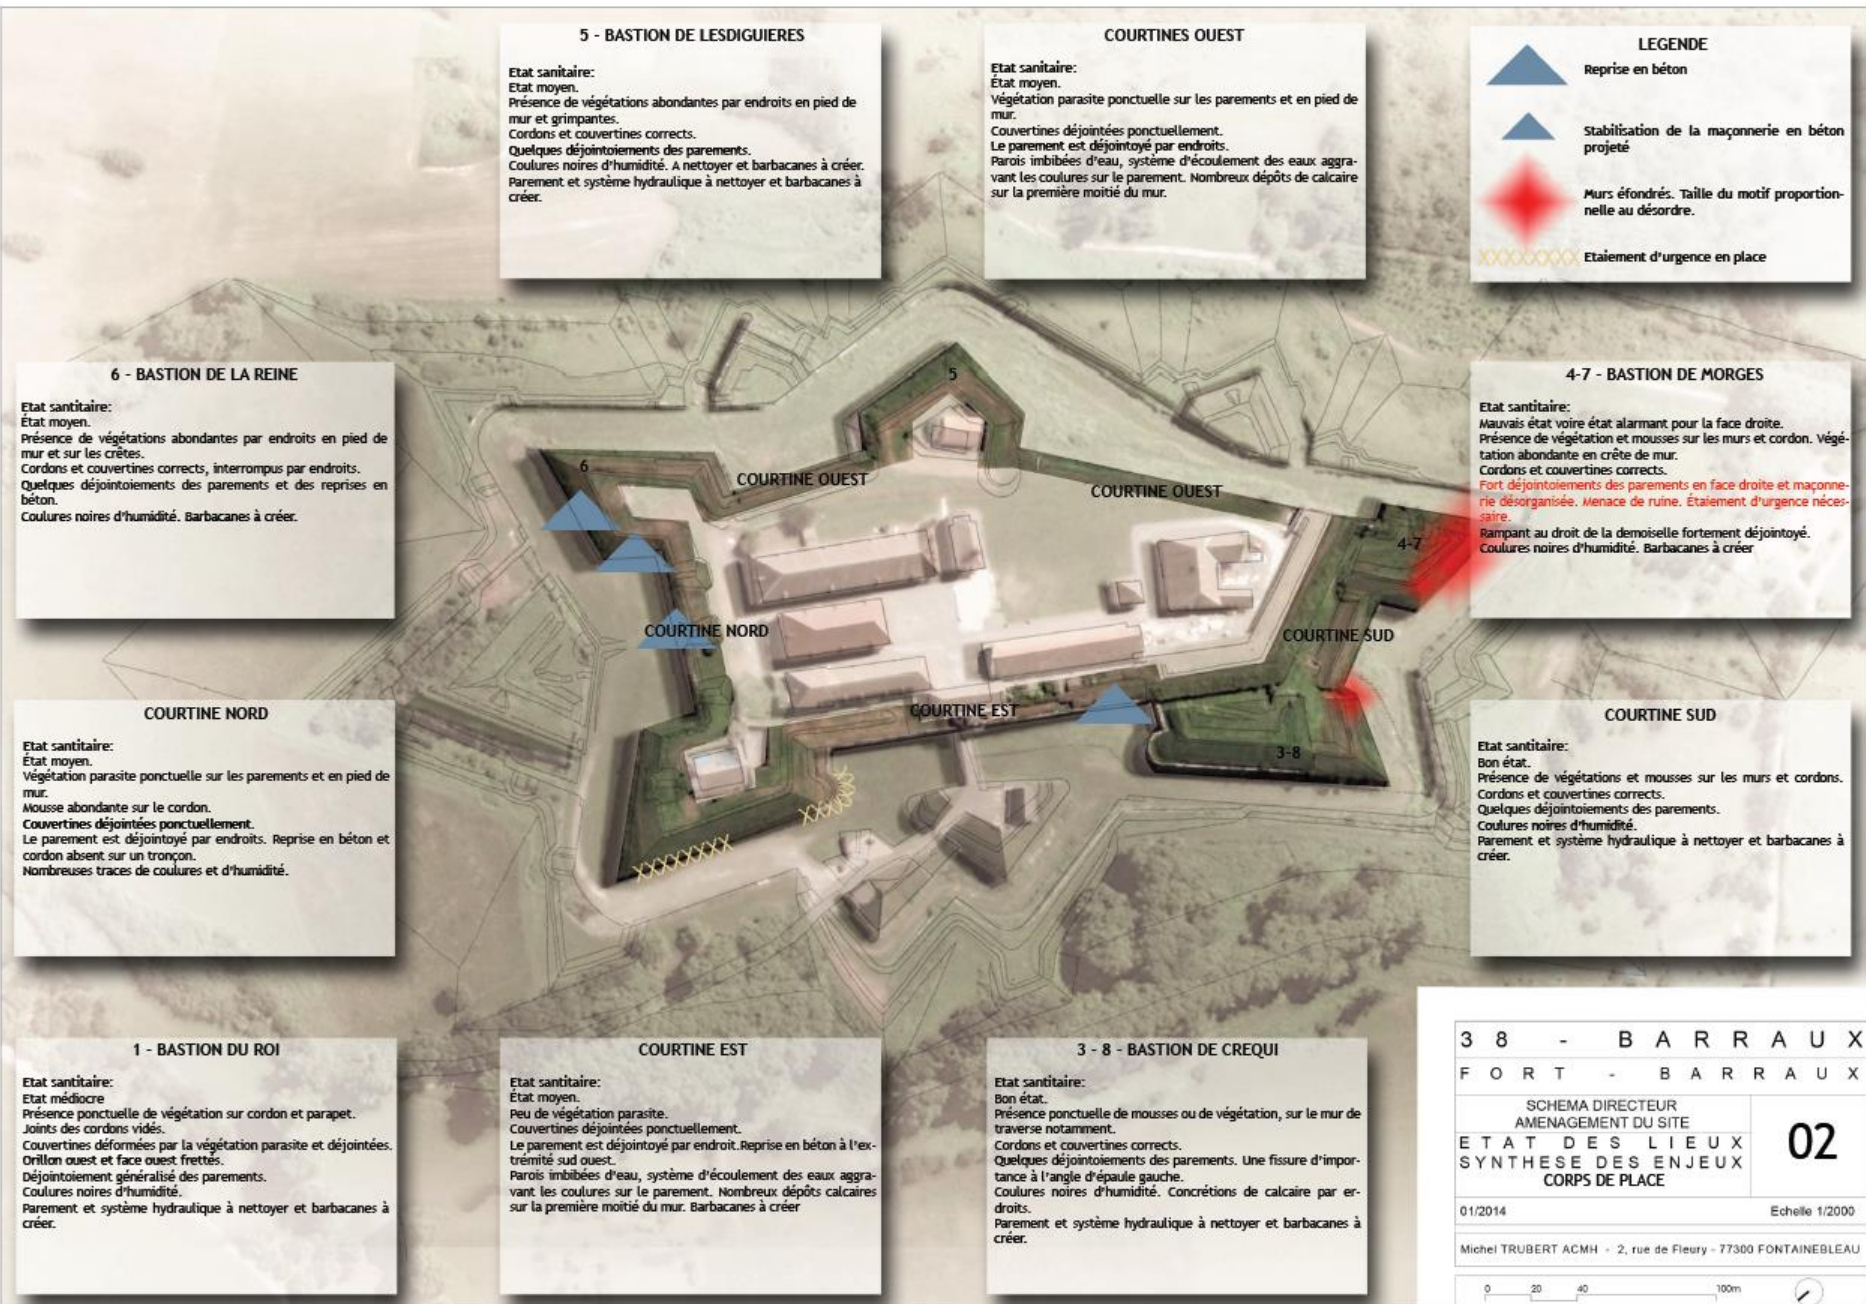 5 - BASTION DE LESDIGUIERES
Etat sanitaire:
Etat moyen.
Présence de végétations abondantes par endroits en pied de
mur et grimpantes.
Cordons et couvertines corrects.
Quelques déjointoiements des parements.
Coulures noires d'humidité. A nettoyer et barbacanes à créer.
Parement et système hydraulique à nettoyer et barbacanes à
créer.
COURTINES OUEST
Etat sanitaire:
État moyen.
Végétation parasite ponctuelle sur les parements et en pied de
mur.
Couvertines déjointées ponctuellement.
Le parement est déjointoyé par endroits.
Parois imbibées d'eau, système d'écoulement des eaux aggra-
vant les coulures sur le parement. Nombreux dépôts de calcaire
sur la première moitié du mur.
LEGENDE
Reprise en béton
Stabilisation de la maçonnerie en béton
projeté
Murs éfondrés. Taille du motif proportion-
nelle au désordre.
XXXXXXXX Etaiement d'urgence en place
6 - BASTION DE LA REINE
Etat santitaire:
État moyen.
Présence de végétations abondantes par endroits en pied de
mur et sur les crêtes.
Cordons et couvertines corrects, interrompus par endroits.
Quelques déjointoiements des parements et des reprises en
béton.
Coulures noires d'humidité. Barbacanes à créer.
4-7 - BASTION DE MORGES
Etat santitaire:
Mauvais état voire état alarmant pour la face droite.
Présence de végétation et mousses sur les murs et cordon. Végé-
tation abondante en crête de mur.
Cordons et couvertines corrects.
Fort déjointoiements des parements en face droite et maçonne-
rie désorganisée. Menace de ruine. Étaiement d'urgence néces-
saire.
Rampant au droit de la demoiselle fortement déjointoyé.
Coulures noires d'humidité. Barbacanes à créer
5
6
COURTINE OUEST
COURTINE OUEST
4-7
COURTINE NORD
COURTINE SUD
COURTINE EST
3-8
XXXXXXXX
COURTINE NORD
Etat santitaire:
État moyen.
Végétation parasite ponctuelle sur les parements et en pied de
mur.
Mousse abondante sur le cordon.
Couvertines déjointées ponctuellement.
Le parement est déjointoyé par endroits. Reprise en béton et
cordon absent sur un tronçon.
Nombreuses traces de coulures et d'humidité.
COURTINE SUD
Etat santitaire:
Bon état.
Présence de végétations et mousses sur les murs et cordons.
Cordons et couvertines corrects.
Quelques déjointoiements des parements.
Coulures noires d'humidité.
Parement et système hydraulique à nettoyer et barbacanes à
créer.
1 - BASTION DU ROI
Etat santitaire:
Etat médiocre
Présence ponctuelle de végétation sur cordon et parapet.
Joints des cordons vidés.
Couvertines déformées par la végétation parasite et déjointées.
Orillon ouest et face ouest frettés.
Déjointoiement généralisé des parements.
Coulures noires d'humidité.
Parement et système hydraulique à nettoyer et barbacanes à
créer.
COURTINE EST
Etat sanitaire:
État moyen.
Peu de végétation parasite.
Couvertines déjointées ponctuellement.
Le parement est déjointoyé par endroit.Reprise en béton à l'ex-
trémité sud ouest.
Parois imbibées d'eau, système d'écoulement des eaux aggra-
vant les coulures sur le parement. Nombreux dépôts calcaires
sur la première moitié du mur. Barbacanes à créer
3 - 8 - BASTION DE CREQUI
Etat sanitaire:
Bon état.
Présence ponctuelle de mousses ou de végétation, sur le mur de
traverse notamment.
Cordons et couvertines corrects.
Quelques déjointoiements des parements. Une fissure d'impor-
tance à l'angle d'épaule gauche.
Coulures noires d'humidité. Concrétions de calcaire par en-
droits.
Parement et système hydraulique à nettoyer et barbacanes à
créer.
38 - BARRAUX
FORT - BARRAUX
SCHEMA DIRECTEUR
AMENAGEMENT DU SITE
ETAT DES LIEUX
SYNTHESE DES ENJEUX
CORPS DE PLACE
02
01/2014 Echelle 1/2000
Michel TRUBERT ACMH - 2, rue de Fleury - 77300 FONTAINEBLEAU
0 20 40 100m